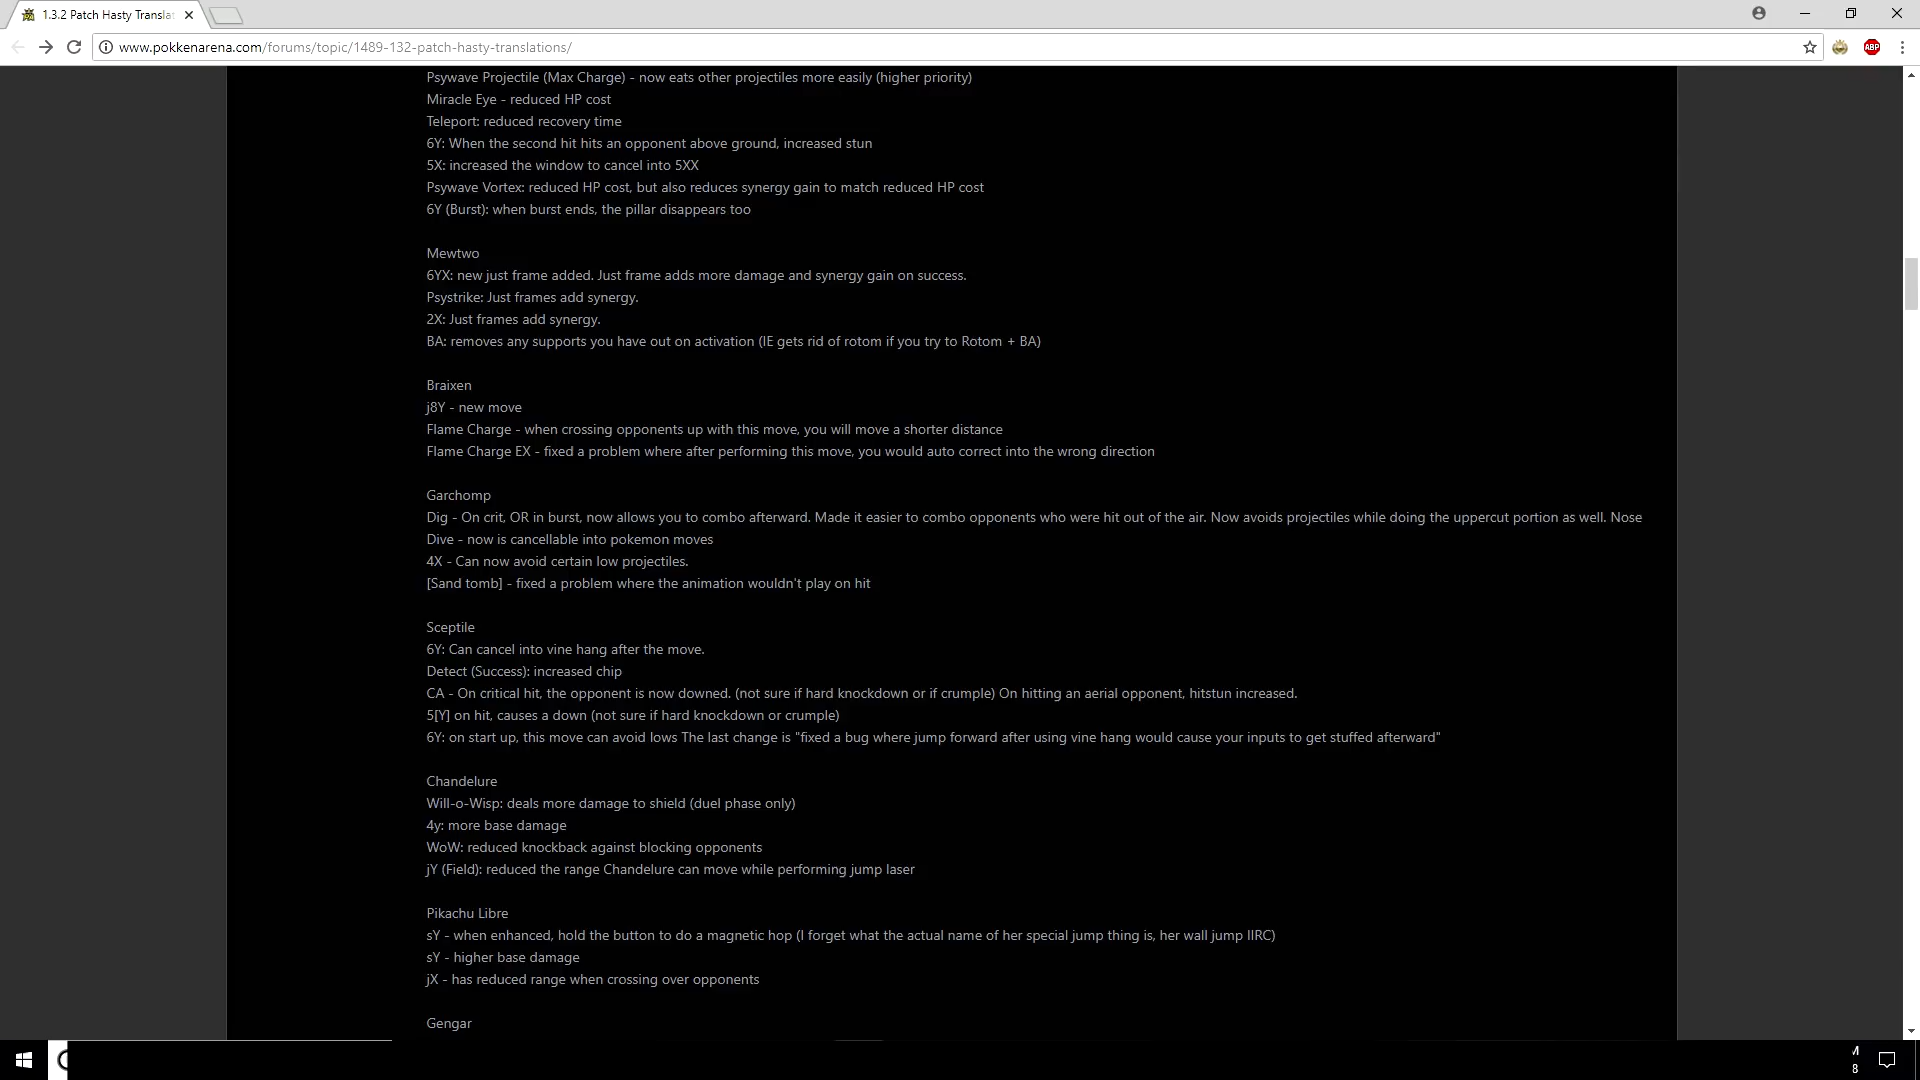 1.3.2 Patch Hasty Transla
www.pokkenarena.com/forums/topic/1489-132-patch-hasty-translations/
ABP
Psywave Projectile (Max Charge) - now eats other projectiles more easily (higher priority)
Miracle Eye - reduced HP cost
Teleport: reduced recovery time
6Y: When the second hit hits an opponent above ground, increased stun
5X: increased the window to cancel into 5XX
Psywave Vortex: reduced HP cost, but also reduces synergy gain to match reduced HP cost
6Y (Burst): when burst ends, the pillar disappears too
Mewtwo
6YX: new just frame added. Just frame adds more damage and synergy gain on success.
Psystrike: Just frames add synergy.
2X: Just frames add synergy.
BA: removes any supports you have out on activation (IE gets rid of rotom if you try to Rotom + BA)
Braixen
j8Y - new move
Flame Charge - when crossing opponents up with this move, you will move a shorter distance
Flame Charge EX - fixed a problem where after performing this move, you would auto correct into the wrong direction
Garchomp
Dig - On crit, OR in burst, now allows you to combo afterward. Made it easier to combo opponents who were hit out of the air. Now avoids projectiles while doing the uppercut portion as well. Nose
Dive - now is cancellable into pokemon moves
4X - Can now avoid certain low projectiles.
[Sand tomb] - fixed a problem where the animation wouldn't play on hit
Sceptile
6Y: Can cancel into vine hang after the move.
Detect (Success): increased chip
CA - On critical hit, the opponent is now downed. (not sure if hard knockdown or if crumple) On hitting an aerial opponent, hitstun increased.
5[Y] on hit, causes a down (not sure if hard knockdown or crumple)
6Y: on start up, this move can avoid lows The last change is "fixed a bug where jump forward after using vine hang would cause your inputs to get stuffed afterward"
Chandelure
Will-o-Wisp: deals more damage to shield (duel phase only)
4y: more base damage
WoW: reduced knockback against blocking opponents
jY (Field): reduced the range Chandelure can move while performing jump laser
Pikachu Libre
sY - when enhanced, hold the button to do a magnetic hop (I forget what the actual name of her special jump thing is, her wall jump IIRC)
sY - higher base damage
jX - has reduced range when crossing over opponents
Gengar
8